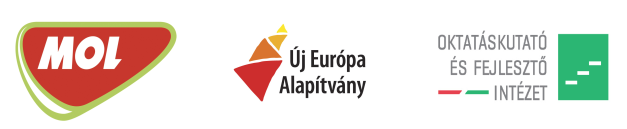 MOL
Új Európa
Alapítvány
OKTATÁSKUTATÓ
ÉS FEJLESZTŐ
INTÉZET